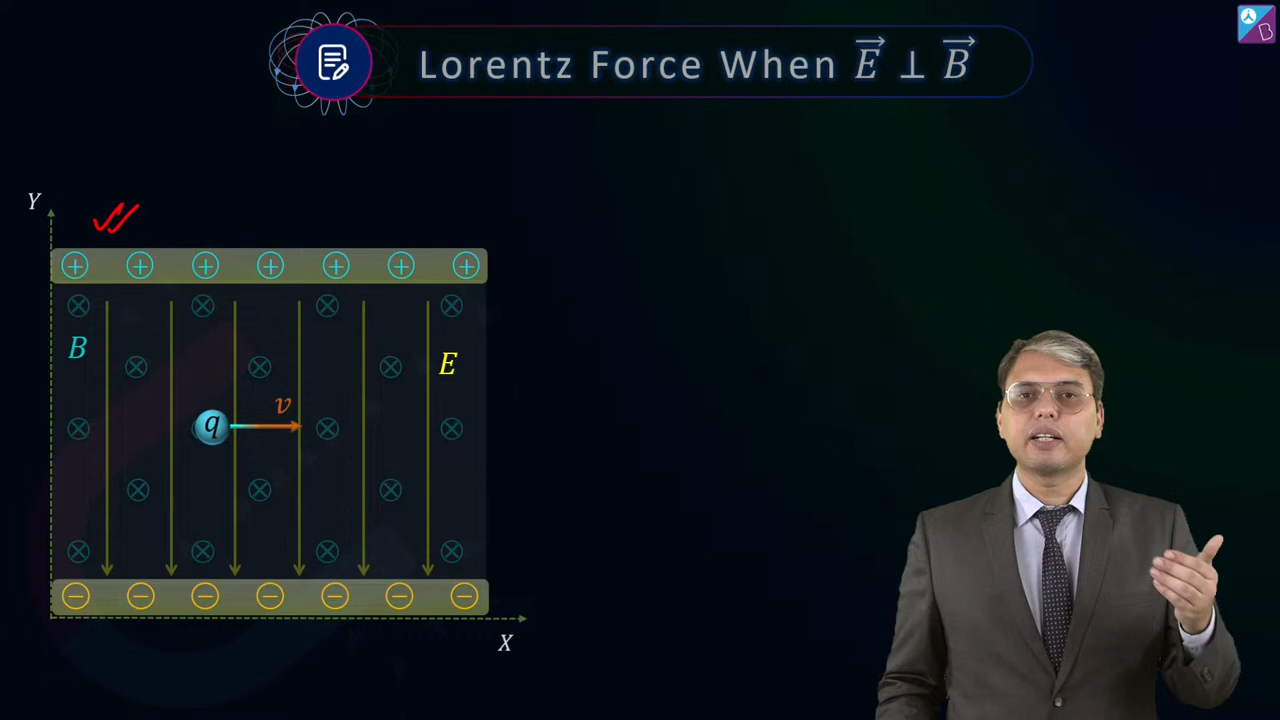 Lorentz Force When E⃗ ⊥ B⃗
Y
+ + + + + + +
B
E
v
q
− − − − − − −
X